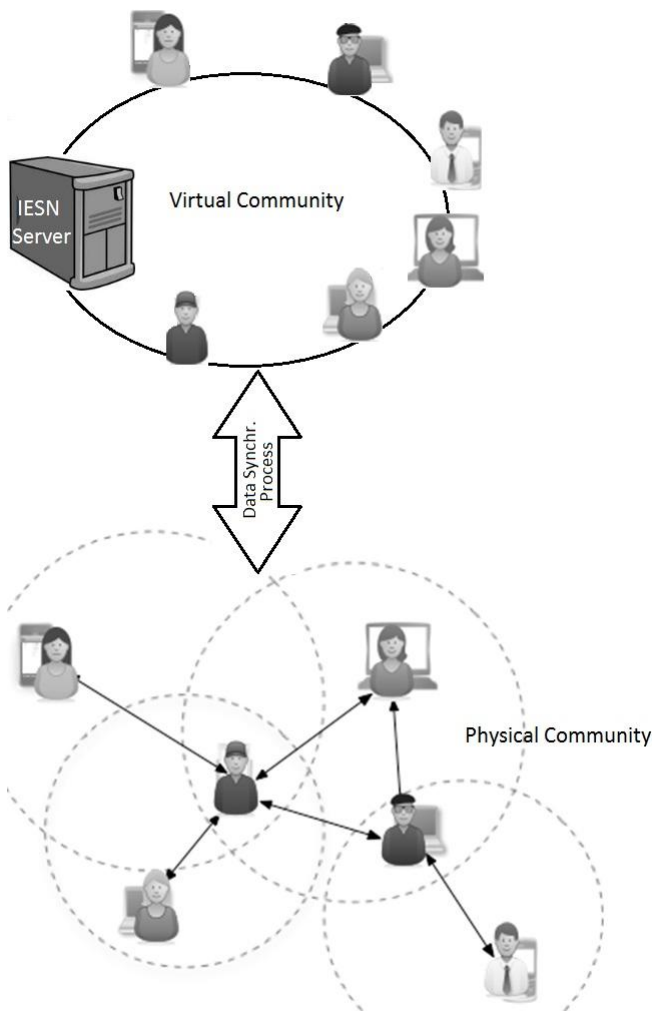 IESN
Server
Virtual Community
Data Synchr.
Process
Physical Community